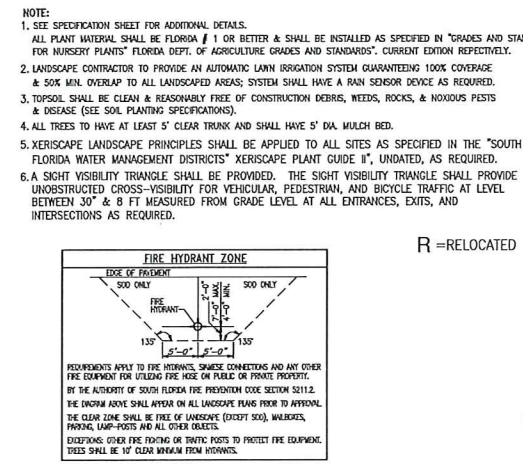 NOTE:
1. SEE SPECIFICATION SHEET FOR ADDITIONAL DETAILS.
ALL PLANT MATERIAL SHALL BE FLORIDA # 1 OR BETTER & SHALL BE INSTALLED AS SPECIFIED IN "GRADES AND STA
FOR NURSERY PLANTS" FLORIDA DEPT. OF AGRICULTURE GRADES AND STANDARDS". CURRENT EDITION REPECTIVELY.
2. LANDSCAPE CONTRACTOR TO PROVIDE AN AUTOMATIC LAWN IRRIGATION SYSTEM GUARANTEEING 100% COVERAGE
& 50% MIN. OVERLAP TO ALL LANDSCAPED AREAS; SYSTEM SHALL HAVE A RAIN SENSOR DEVICE AS REQUIRED.
3. TOPSOIL SHALL BE CLEAN & REASONABLY FREE OF CONSTRUCTION DEBRIS, WEEDS, ROCKS, & NOXIOUS PESTS
& DISEASE (SEE SOIL PLANTING SPECIFICATIONS).
4. ALL TREES TO HAVE AT LEAST 5' CLEAR TRUNK AND SHALL HAVE 5' DIA. MULCH BED.
5. XERISCAPE LANDSCAPE PRINCIPLES SHALL BE APPLIED TO ALL SITES AS SPECIFIED IN THE "SOUTH
FLORIDA WATER MANAGEMENT DISTRICTS" XERISCAPE PLANT GUIDE II", UNDATED, AS REQUIRED.
6. A SIGHT VISIBILITY TRIANGLE SHALL BE PROVIDED. THE SIGHT VISIBILITY TRIANGLE SHALL PROVIDE
UNOBSTRUCTED CROSS-VISIBILITY FOR VEHICULAR, PEDESTRIAN, AND BICYCLE TRAFFIC AT LEVEL
BETWEEN 30" & 8 FT MEASURED FROM GRADE LEVEL AT ALL ENTRANCES, EXITS, AND
INTERSECTIONS AS REQUIRED.
R =RELOCATED
FIRE HYDRANT ZONE
EDGE OF PAVEMENT
SOD ONLY
SOD ONLY
FIRE
HYDRANT
2'-0"
7'-0" MAX.
4'-0" MIN.
135°
135°
5'-0"
5'-0"
REQUIREMENTS APPLY TO FIRE HYDRANTS, SIAMESE CONNECTIONS AND ANY OTHER
FIRE EQUIPMENT FOR UTILIZING FIRE HOSE ON PUBLIC OR PRIVATE PROPERTY.
BY THE AUTHORITY OF SOUTH FLORIDA FIRE PREVENTION CODE SECTION 5211.2.
THE DIAGRAM ABOVE SHALL APPEAR ON ALL LANDSCAPE PLANS PRIOR TO APPROVAL.
THE CLEAR ZONE SHALL BE FREE OF LANDSCAPE (EXCEPT SOD), MAILBOXES,
PARKING, LAMP-POSTS AND ALL OTHER OBJECTS.
EXCEPTIONS: OTHER FIRE FIGHTING OR TRAFFIC POSTS TO PROTECT FIRE EQUIPMENT.
TREES SHALL BE 10' CLEAR MINIMUM FROM HYDRANTS.